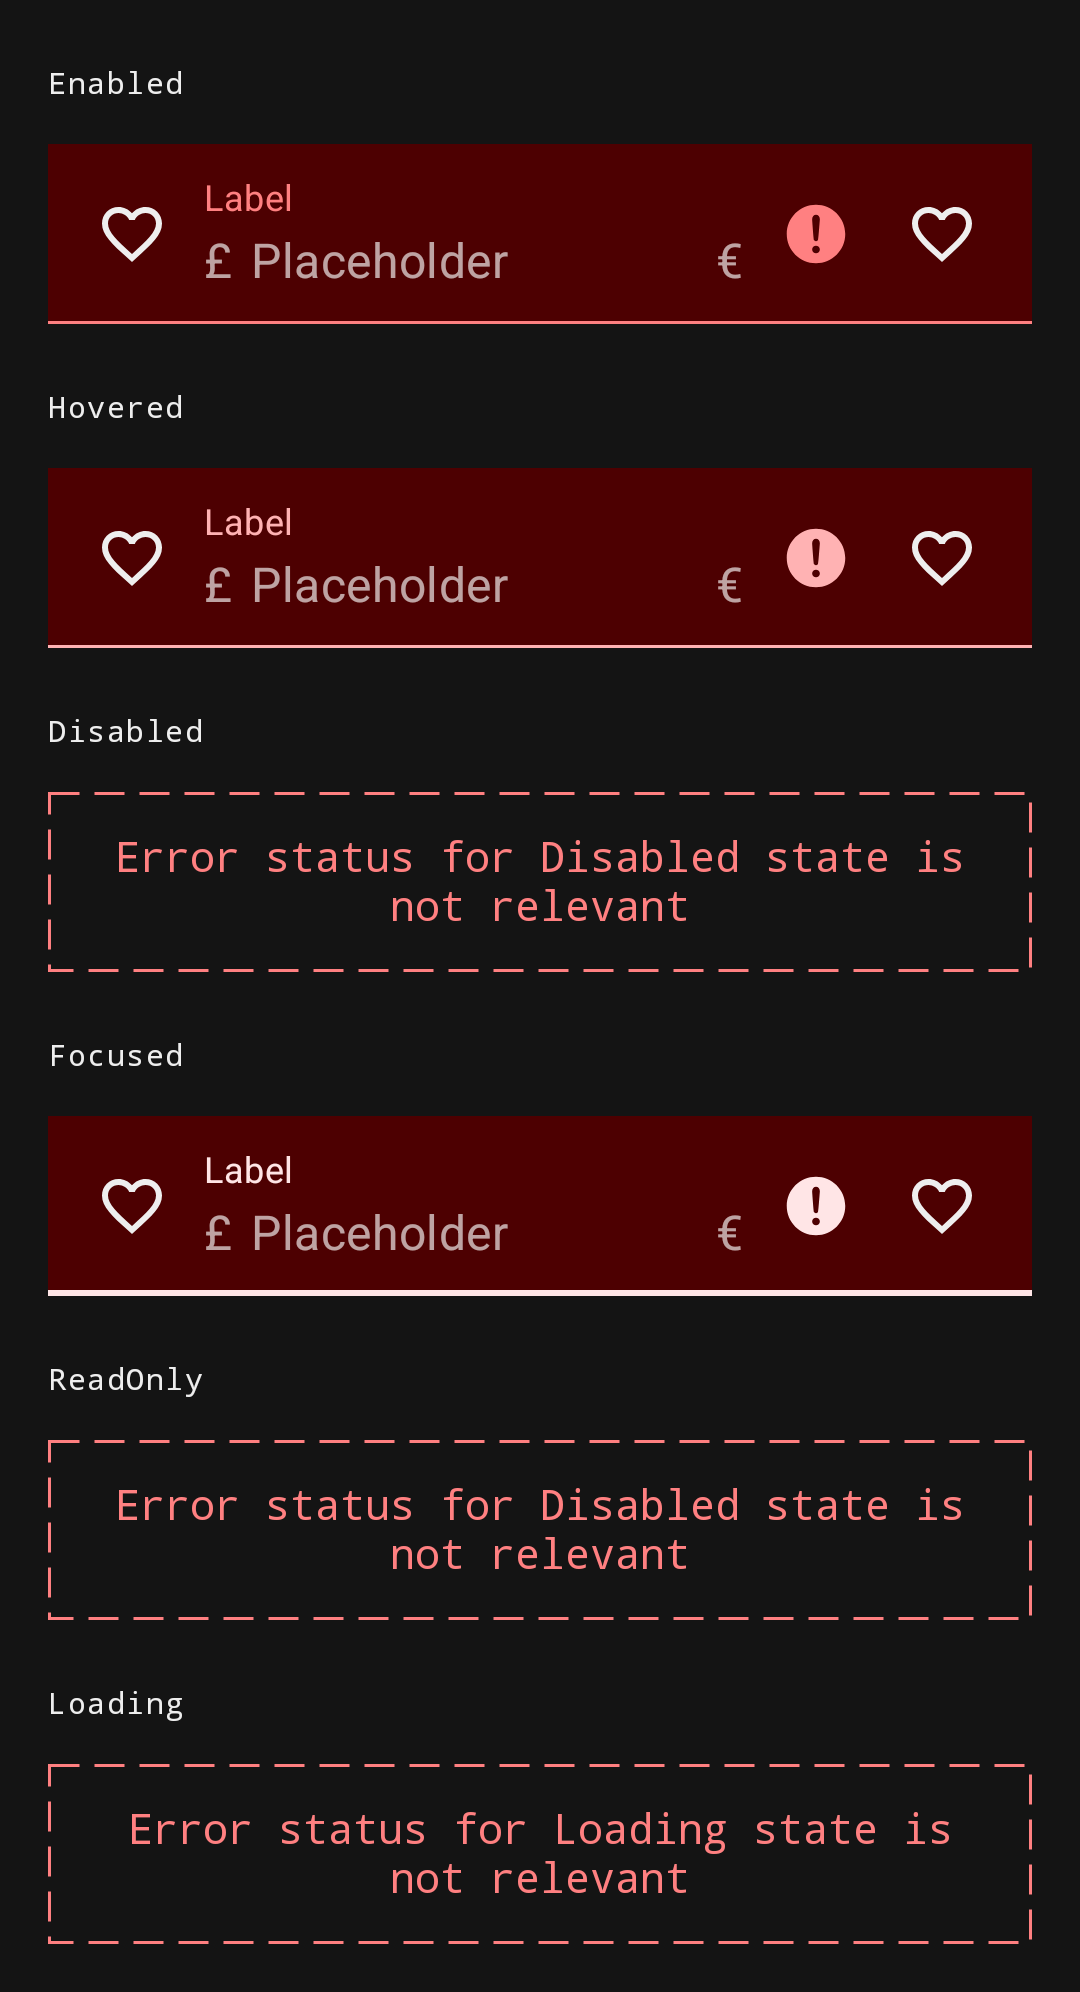 Enabled
Label
£ Placeholder €
Hovered
Label
£ Placeholder €
Disabled
Error status for Disabled state is
not relevant
Focused
Label
£ Placeholder €
ReadOnly
Error status for Disabled state is
not relevant
Loading
Error status for Loading state is
not relevant